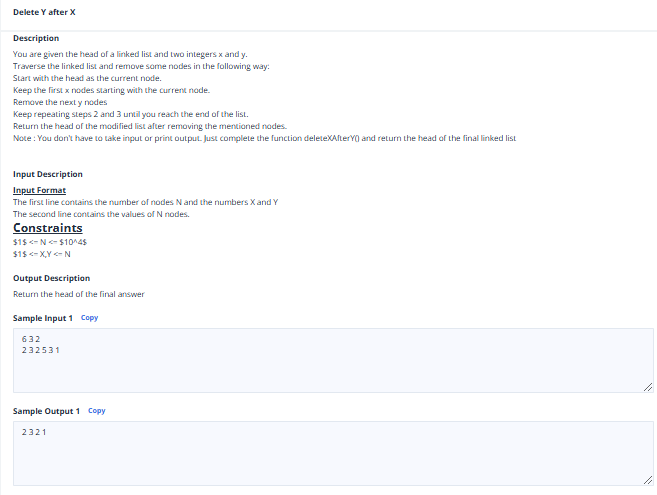 Delete Y after X
Description
You are given the head of a linked list and two integers x and y.
Traverse the linked list and remove some nodes in the following way:
Start with the head as the current node.
Keep the first x nodes starting with the current node.
Remove the next y nodes
Keep repeating steps 2 and 3 until you reach the end of the list.
Return the head of the modified list after removing the mentioned nodes.
Note : You don't have to take input or print output. Just complete the function deleteXAfterY() and return the head of the final linked list
Input Description
Input Format
The first line contains the number of nodes N and the numbers X and Y
The second line contains the values of N nodes.
Constraints
$1$ <= N <= $10^4$
$1$ <= X,Y <= N
Output Description
Return the head of the final answer
Sample Input 1 Copy
6 3 2
2 3 2 5 3 1
Sample Output 1 Copy
2 3 2 1